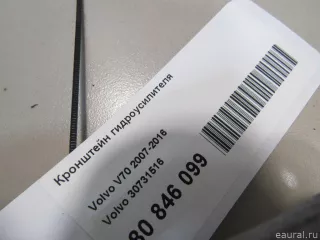 Кронштейн гидроусилителя
Volvo V70 2007-2016
Volvo 30731516
80 846 099
eaural.ru